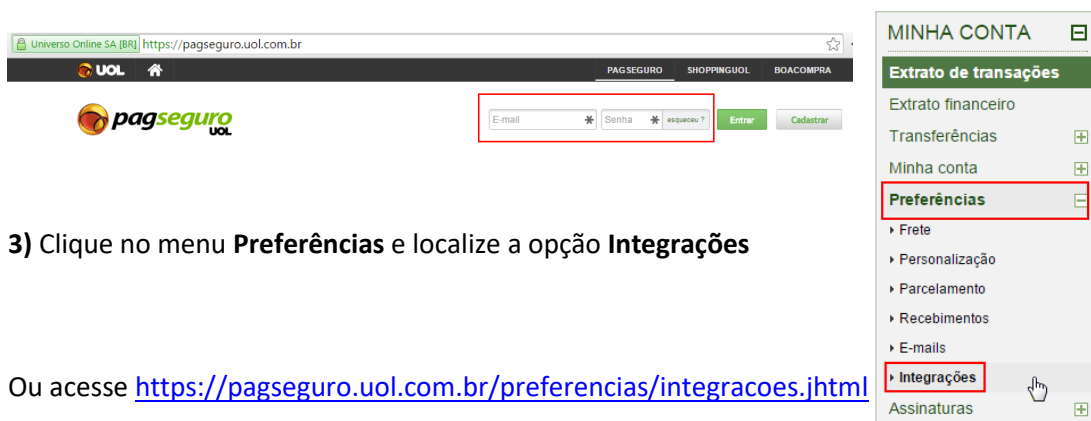 Universo Online SA [BR] https://pagseguro.uol.com.br
UOL PAGSEGURO SHOPPINGUOL BOACOMPRA
pagseguro UOL
E-mail Senha esqueceu ? Entrar Cadastrar
3) Clique no menu Preferências e localize a opção Integrações
Ou acesse https://pagseguro.uol.com.br/preferencias/integracoes.jhtml
MINHA CONTA
Extrato de transações
Extrato financeiro
Transferências
Minha conta
Preferências
Frete
Personalização
Parcelamento
Recebimentos
E-mails
Integrações
Assinaturas